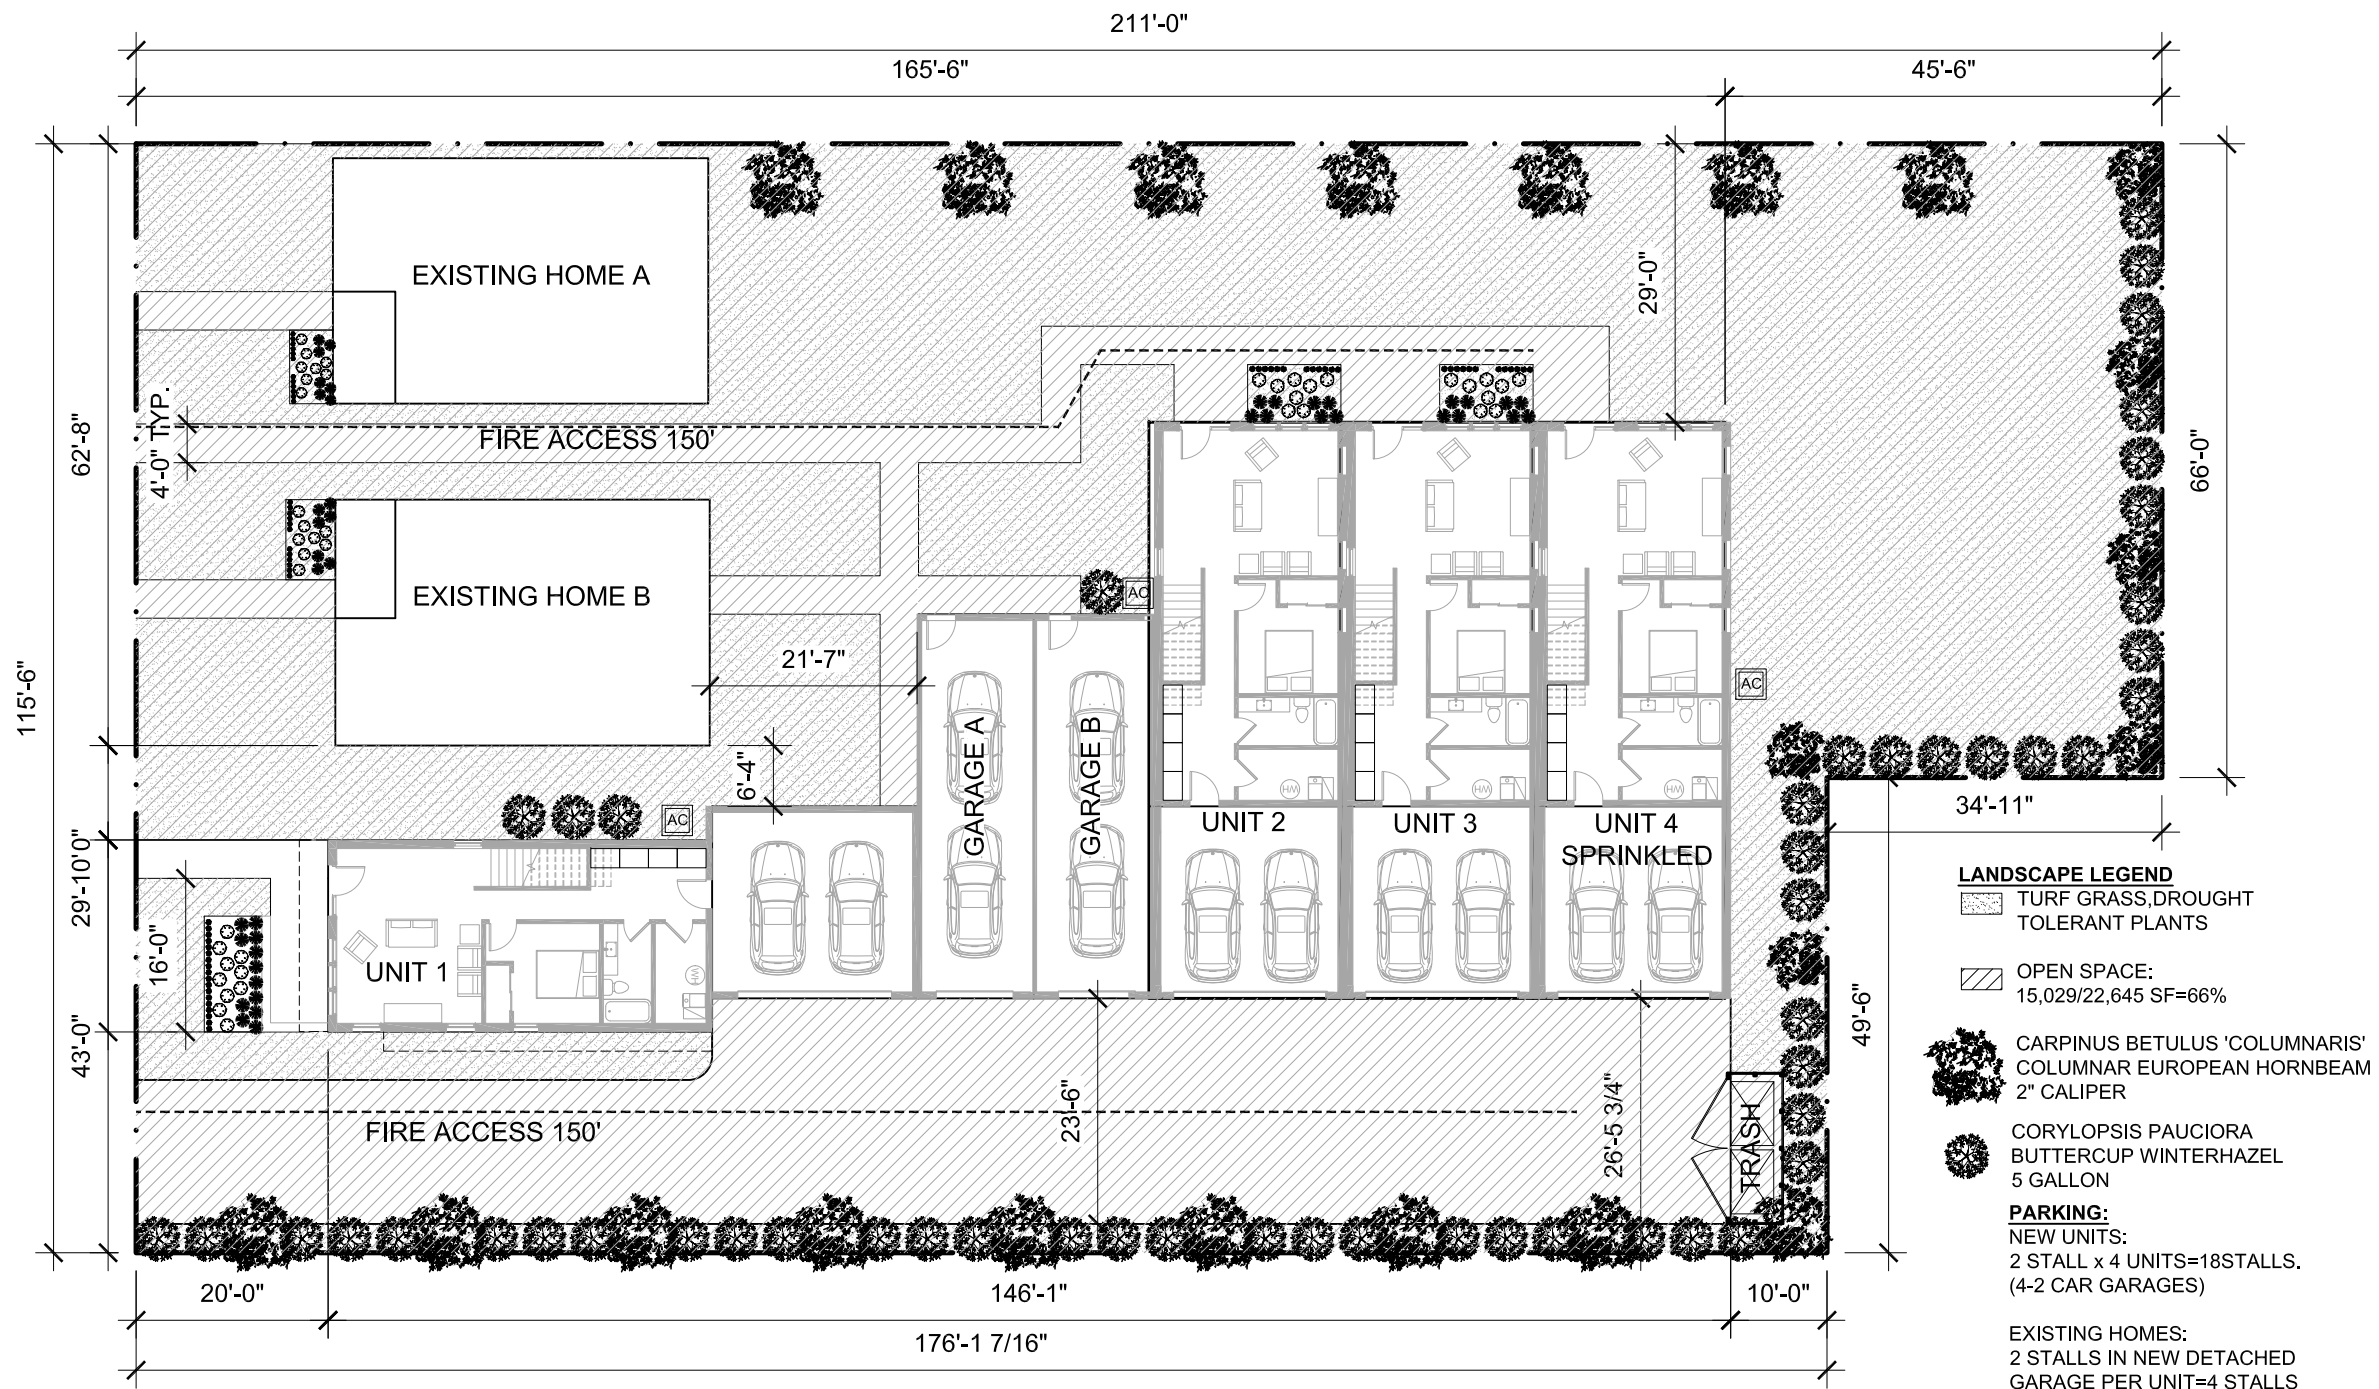 211'-0"
165'-6"
45'-6"
EXISTING HOME A
29'-0"
62'-8"
4'-0" TYP.
FIRE ACCESS 150'
66'-0"
EXISTING HOME B
AC
21'-7"
115'-6"
AC
6'-4"
GARAGE A
GARAGE B
WH
WH
WH
34'-11"
AC
UNIT 2
UNIT 3
UNIT 4
SPRINKLED
29'-10'0"
16'-0"
UNIT 1
WH
43'-0"
49'-6"
23'-6"
26'-5 3/4"
FIRE ACCESS 150'
TRASH
20'-0"
146'-1"
10'-0"
176'-1 7/16"
LANDSCAPE LEGEND
TURF GRASS,DROUGHT
TOLERANT PLANTS
OPEN SPACE:
15,029/22,645 SF=66%
CARPINUS BETULUS 'COLUMNARIS'
COLUMNAR EUROPEAN HORNBEAM
2" CALIPER
CORYLOPSIS PAUCIORA
BUTTERCUP WINTERHAZEL
5 GALLON
PARKING:
NEW UNITS:
2 STALL x 4 UNITS=18STALLS.
(4-2 CAR GARAGES)
EXISTING HOMES:
2 STALLS IN NEW DETACHED
GARAGE PER UNIT=4 STALLS